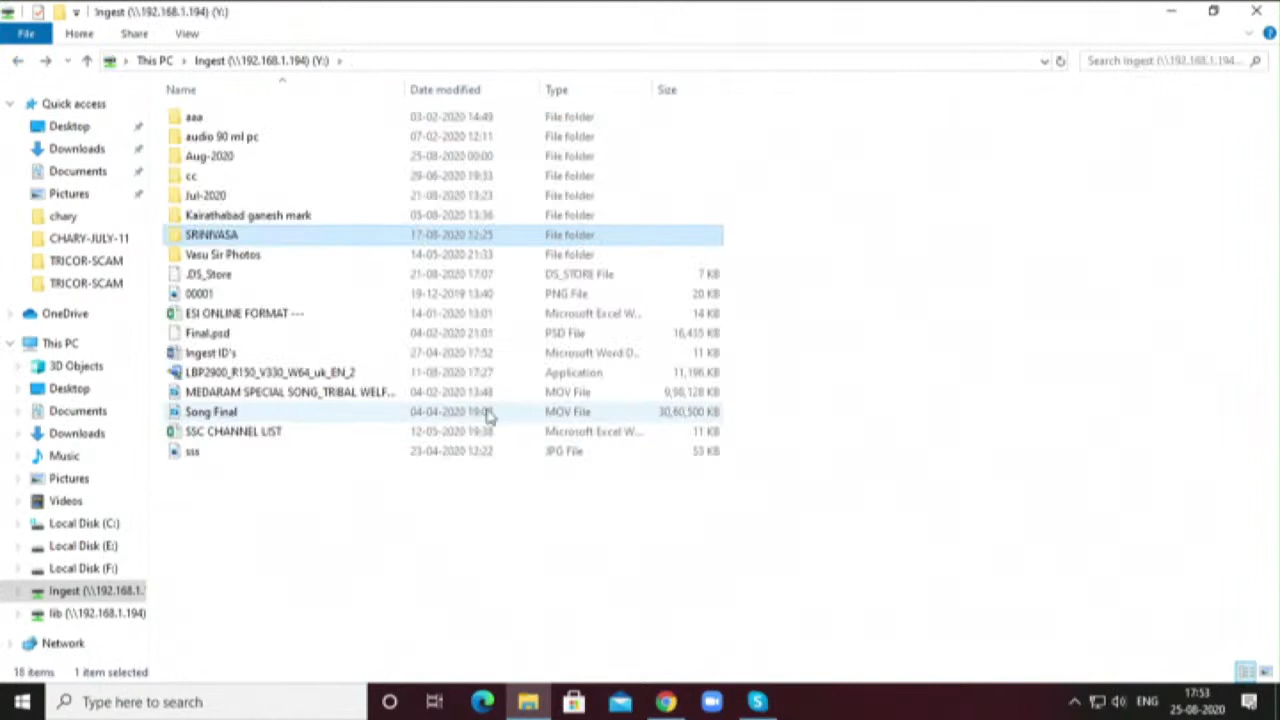 Ingest (\\192.168.1.194) (Y:)
File Home Share View
This PC Ingest (\\192.168.1.194) (Y:) Search Ingest (\\192.168.1.194...
Name Date modified Type Size
Quick access
Desktop
Downloads
Documents
Pictures
chary
CHARY-JULY-11
TRICOR-SCAM
TRICOR-SCAM
OneDrive
This PC
3D Objects
Desktop
Documents
Downloads
Music
Pictures
Videos
Local Disk (C:)
Local Disk (E:)
Local Disk (F:)
Ingest (\\192.168.1.
lib (\\192.168.1.194)
Network
aaa 03-02-2020 14:49 File folder
audio 90 ml pc 07-02-2020 12:11 File folder
Aug-2020 25-08-2020 00:00 File folder
cc 29-06-2020 19:33 File folder
Jul-2020 21-08-2020 13:23 File folder
Kairathabad ganesh mark 05-08-2020 13:36 File folder
SRINIVASA 17-08-2020 12:25 File folder
Vasu Sir Photos 14-05-2020 21:33 File folder
.DS_Store 21-08-2020 17:07 DS_STORE File 7 KB
00001 19-12-2019 13:40 PNG File 20 KB
ESI ONLINE FORMAT --- 14-01-2020 13:01 Microsoft Excel W... 14 KB
Final.psd 04-02-2020 21:01 PSD File 16,435 KB
Ingest ID's 27-04-2020 17:52 Microsoft Word D... 11 KB
LBP2900_R150_V330_W64_uk_EN_2 11-08-2020 17:27 Application 11,196 KB
MEDARAM SPECIAL SONG_TRIBAL WELF... 04-02-2020 13:48 MOV File 9,98,128 KB
Song Final 04-04-2020 MOV File 30,60,500 KB
SSC CHANNEL LIST 12-05-2020 19:38 Microsoft Excel W... 11 KB
sss 23-04-2020 12:22 JPG File 53 KB
18 items 1 item selected
Type here to search ENG 17:53
25-08-2020